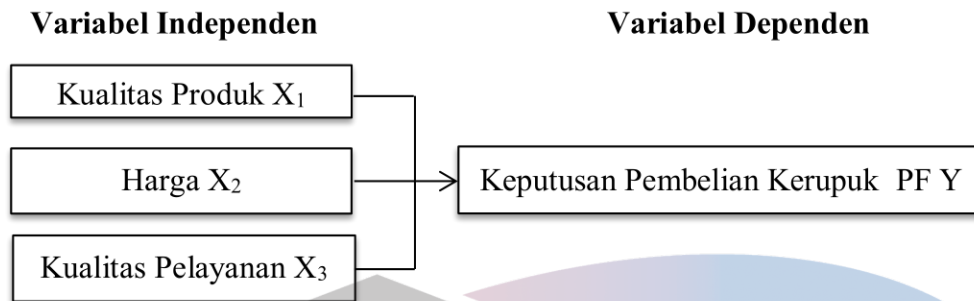 Variabel Independen
Variabel Dependen
Kualitas Produk X₁
Harga X₂
Keputusan Pembelian Kerupuk PF Y
Kualitas Pelayanan X₃